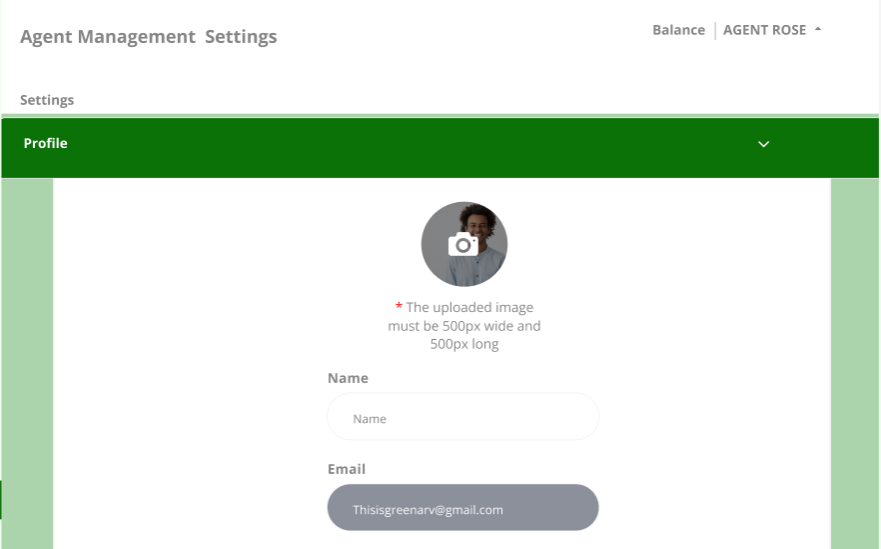 Agent Management Settings
Balance | AGENT ROSE
Settings
Profile
* The uploaded image
must be 500px wide and
500px long
Name
Name
Email
Thisisgreenarv@gmail.com